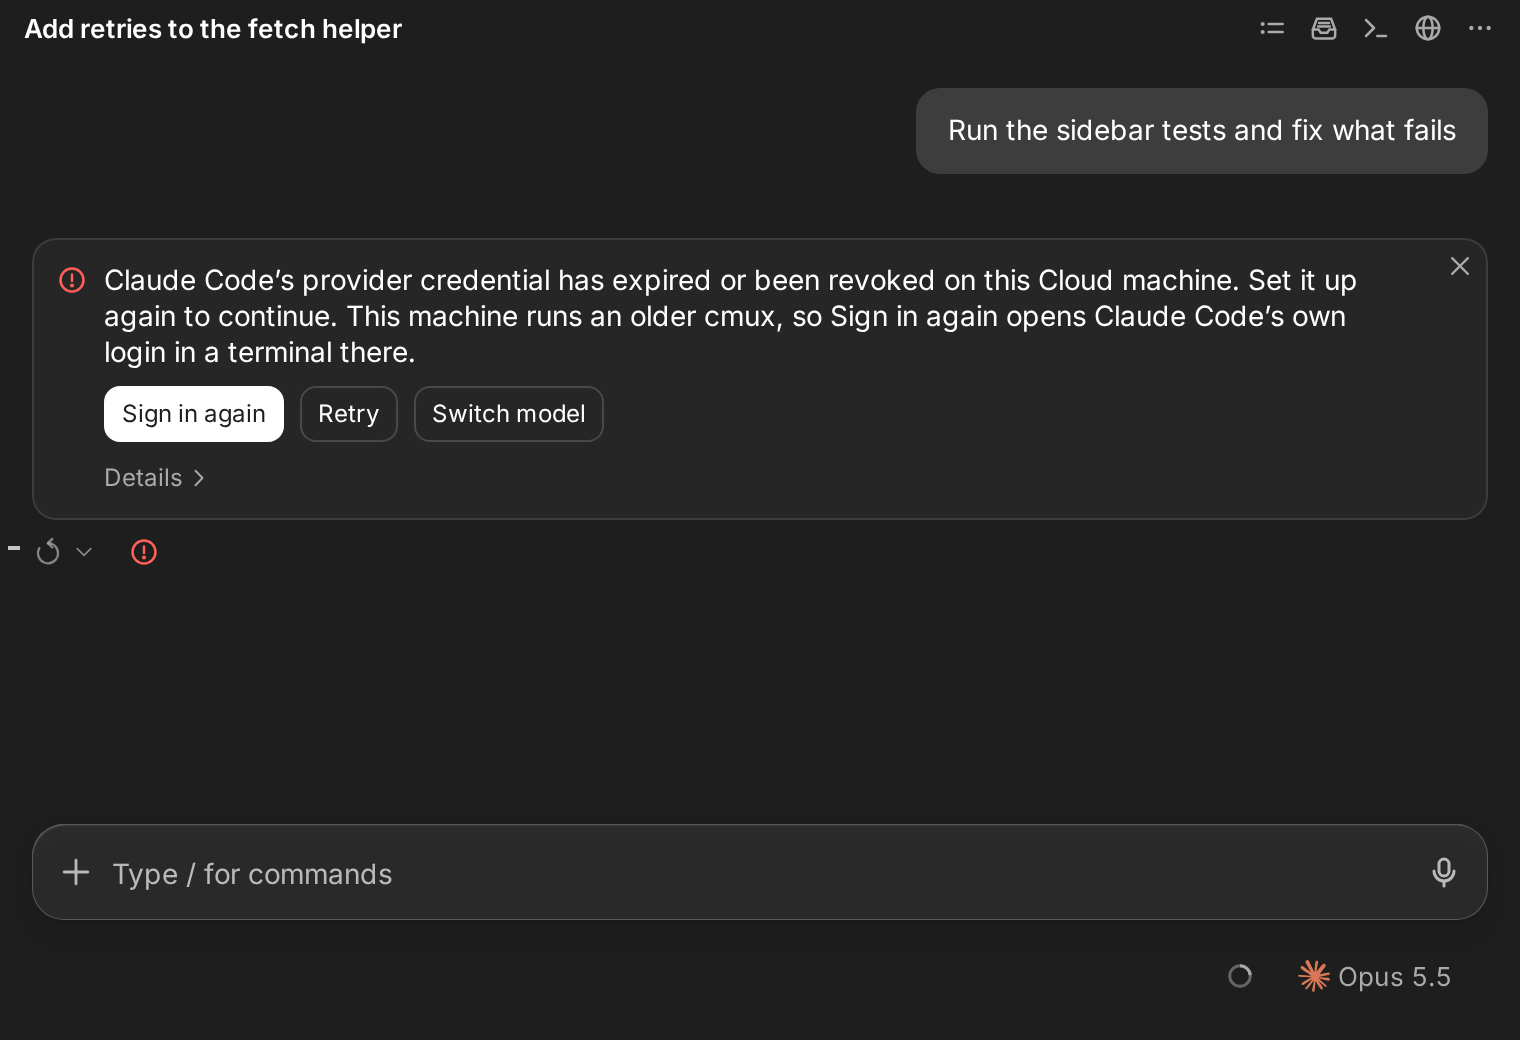 Add retries to the fetch helper
Run the sidebar tests and fix what fails
Claude Code’s provider credential has expired or been revoked on this Cloud machine. Set it up
again to continue. This machine runs an older cmux, so Sign in again opens Claude Code’s own
login in a terminal there.
Sign in again
Retry
Switch model
Details
Type / for commands
Opus 5.5